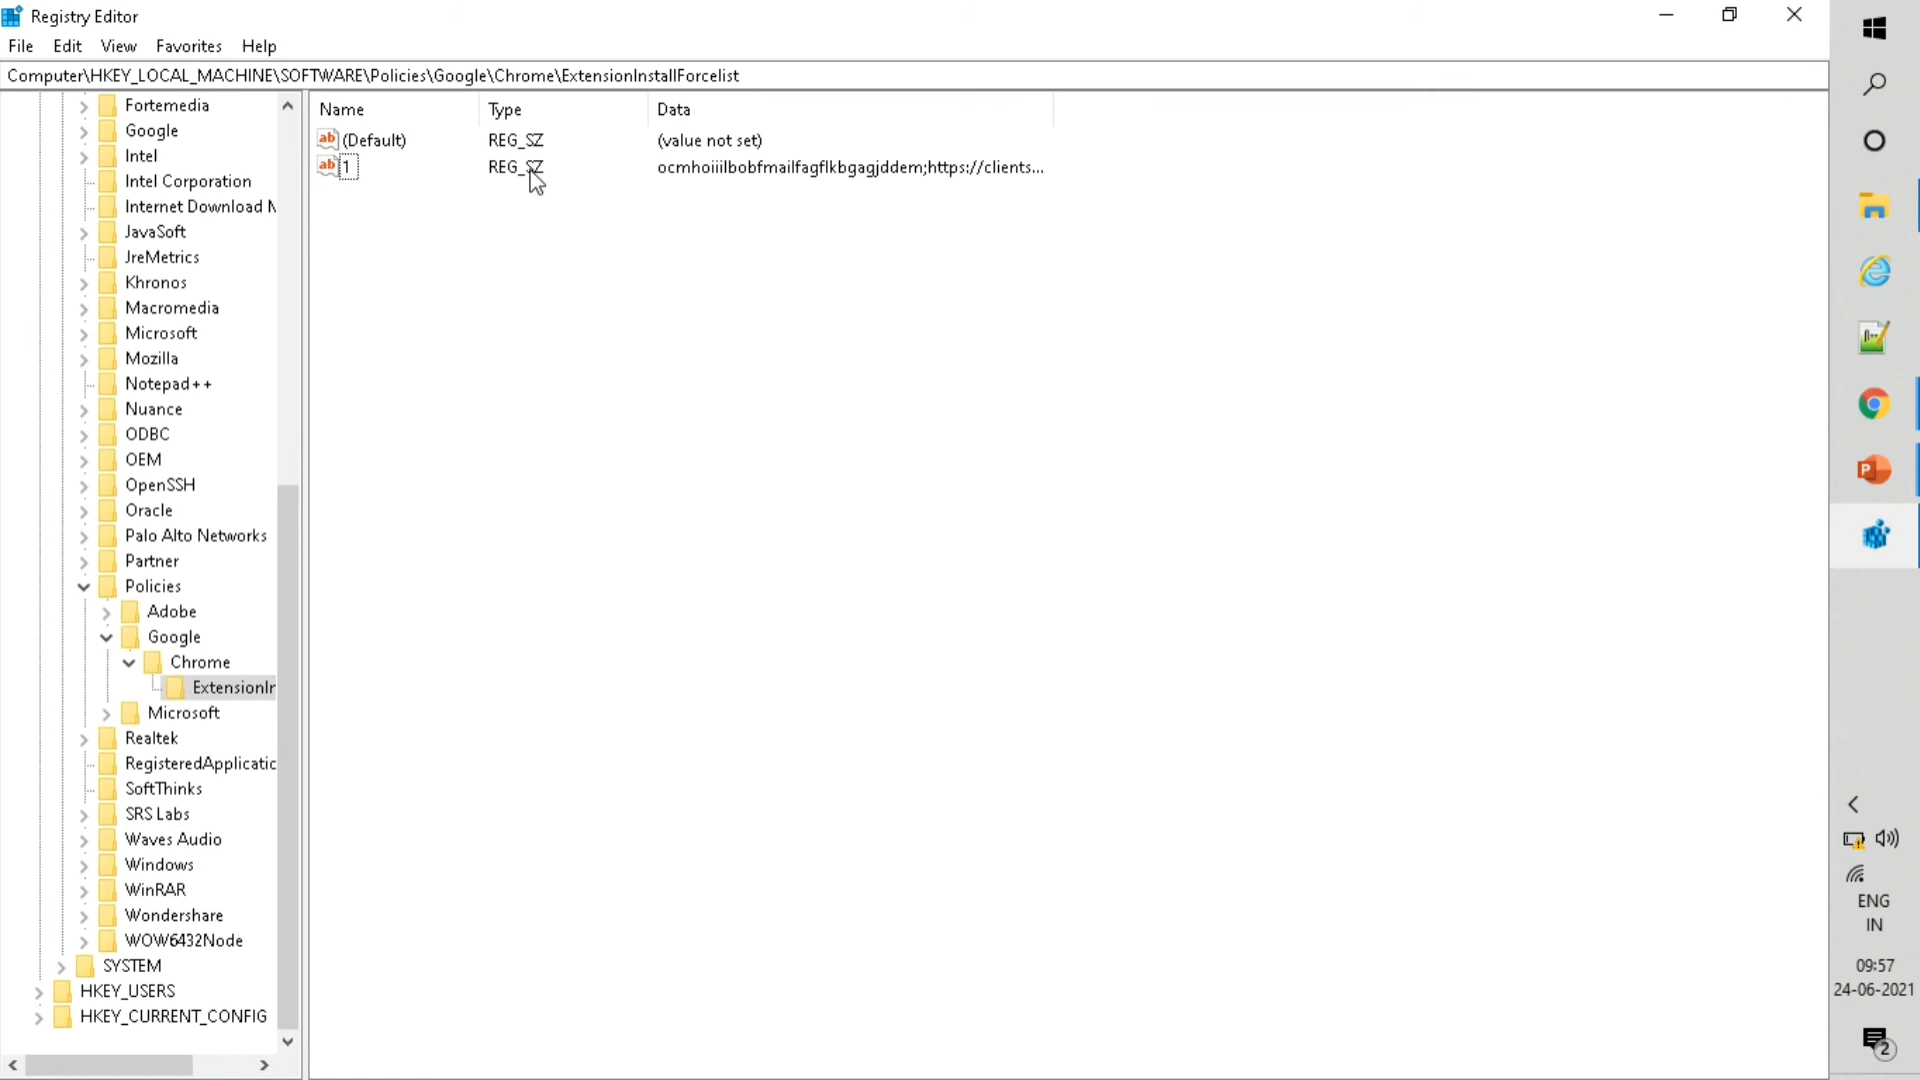 Registry Editor
File Edit View Favorites Help
Computer\HKEY_LOCAL_MACHINE\SOFTWARE\Policies\Google\Chrome\ExtensionInstallForcelist
Fortemedia
Google
Intel
Intel Corporation
Internet Download M
JavaSoft
JreMetrics
Khronos
Macromedia
Microsoft
Mozilla
Notepad++
Nuance
ODBC
OEM
OpenSSH
Oracle
Palo Alto Networks
Partner
Policies
Adobe
Google
Chrome
ExtensionIr
Microsoft
Realtek
RegisteredApplicatic
SoftThinks
SRS Labs
Waves Audio
Windows
WinRAR
Wondershare
WOW6432Node
SYSTEM
HKEY_USERS
HKEY_CURRENT_CONFIG
Name Type Data
ab (Default) REG_SZ (value not set)
ab 1 REG_SZ ocmhoiiilbobfmailfagflkbgagjddem;https://clients...
P
ENG
IN
09:57
24-06-2021
2